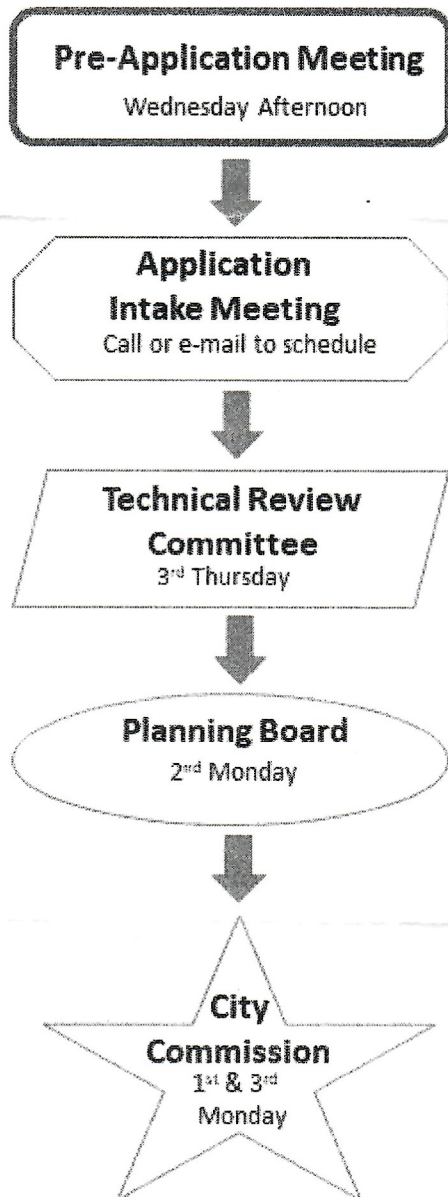 Pre-Application Meeting
Wednesday Afternoon
Application
Intake Meeting
Call or e-mail to schedule
Technical Review
Committee
3rd Thursday
Planning Board
2nd Monday
City
Commission
1st & 3rd
Monday